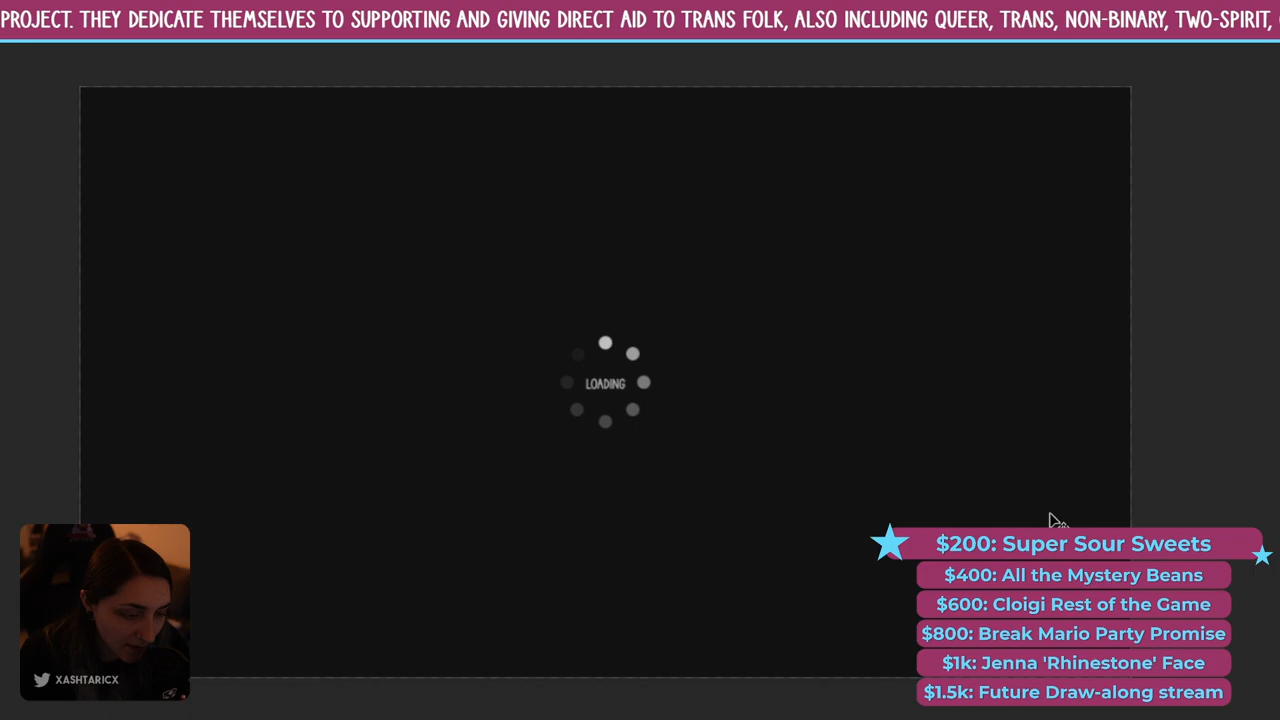 PROJECT. THEY DEDICATE THEMSELVES TO SUPPORTING AND GIVING DIRECT AID TO TRANS FOLK, ALSO INCLUDING QUEER, TRANS, NON-BINARY, TWO-SPIRIT,
LOADING
$200: Super Sour Sweets
$400: All the Mystery Beans
$600: Cloigi Rest of the Game
$800: Break Mario Party Promise
$1k: Jenna 'Rhinestone' Face
$1.5k: Future Draw-along stream
XASHTARICX